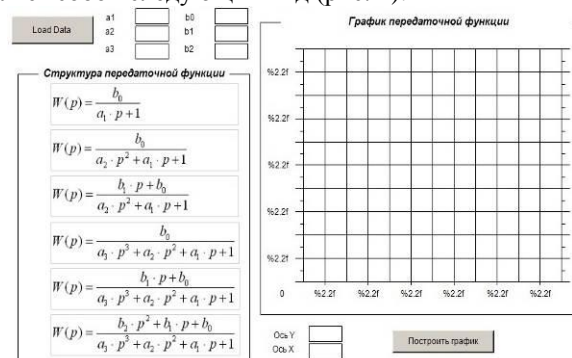 Load Data
a1
b0
a2
b1
a3
b2
Структура передаточной функции
W(p) = b₀ / (a₁ · p + 1)
W(p) = b₀ / (a₂ · p² + a₁ · p + 1)
W(p) = (b₁ · p + b₀) / (a₂ · p² + a₁ · p + 1)
W(p) = b₀ / (a₃ · p³ + a₂ · p² + a₁ · p + 1)
W(p) = (b₁ · p + b₀) / (a₃ · p³ + a₂ · p² + a₁ · p + 1)
W(p) = (b₂ · p² + b₁ · p + b₀) / (a₃ · p³ + a₂ · p² + a₁ · p + 1)
График передаточной функции
%2.2f
%2.2f
%2.2f
%2.2f
%2.2f
0 %2.2f %2.2f %2.2f %2.2f %2.2f %2.2f
Ось Y
Ось X
Построить график